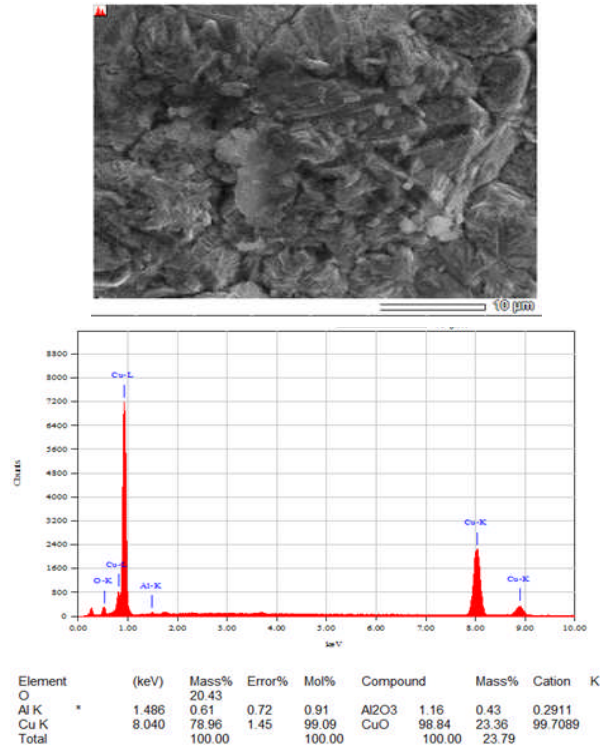 10 µm
8800
8000
7200
6400
5600
4800
4000
3200
2400
1600
800
0
Counts
Cu-L
O-K
Al-K
Cu-K
Cu-K
0.00 1.00 2.00 3.00 4.00 5.00 6.00 7.00 8.00 9.00 10.00
keV
Element (keV) Mass% Error% Mol% Compound Mass% Cation K
O 20.43
Al K * 1.486 0.61 0.72 0.91 Al2O3 1.16 0.43 0.2911
Cu K 8.040 78.96 1.45 99.09 CuO 98.84 23.36 99.7089
Total 100.00 100.00 100.00 23.79